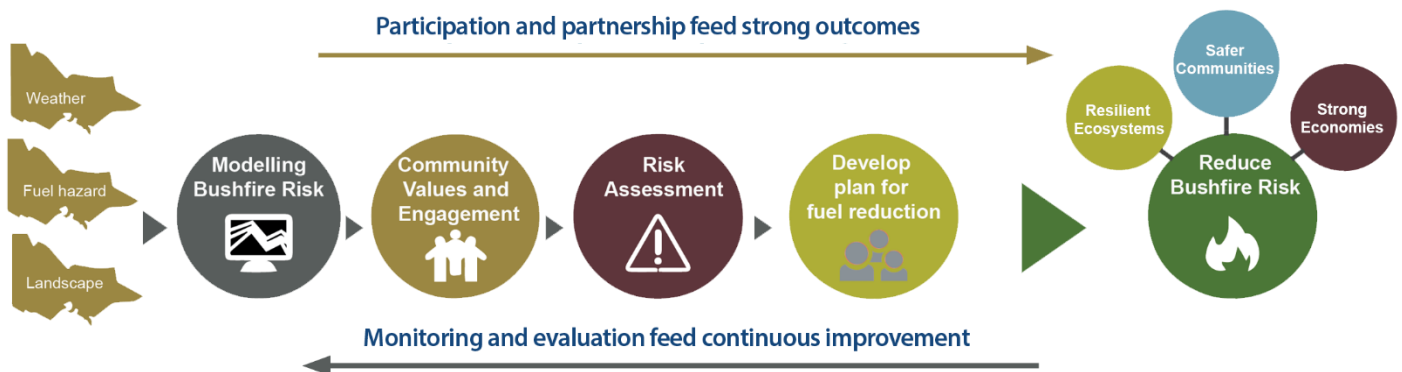 Participation and partnership feed strong outcomes
Weather
Fuel hazard
Landscape
Modelling
Bushfire Risk
Community
Values and
Engagement
Risk
Assessment
Develop
plan for
fuel reduction
Resilient
Ecosystems
Safer
Communities
Strong
Economies
Reduce
Bushfire Risk
Monitoring and evaluation feed continuous improvement